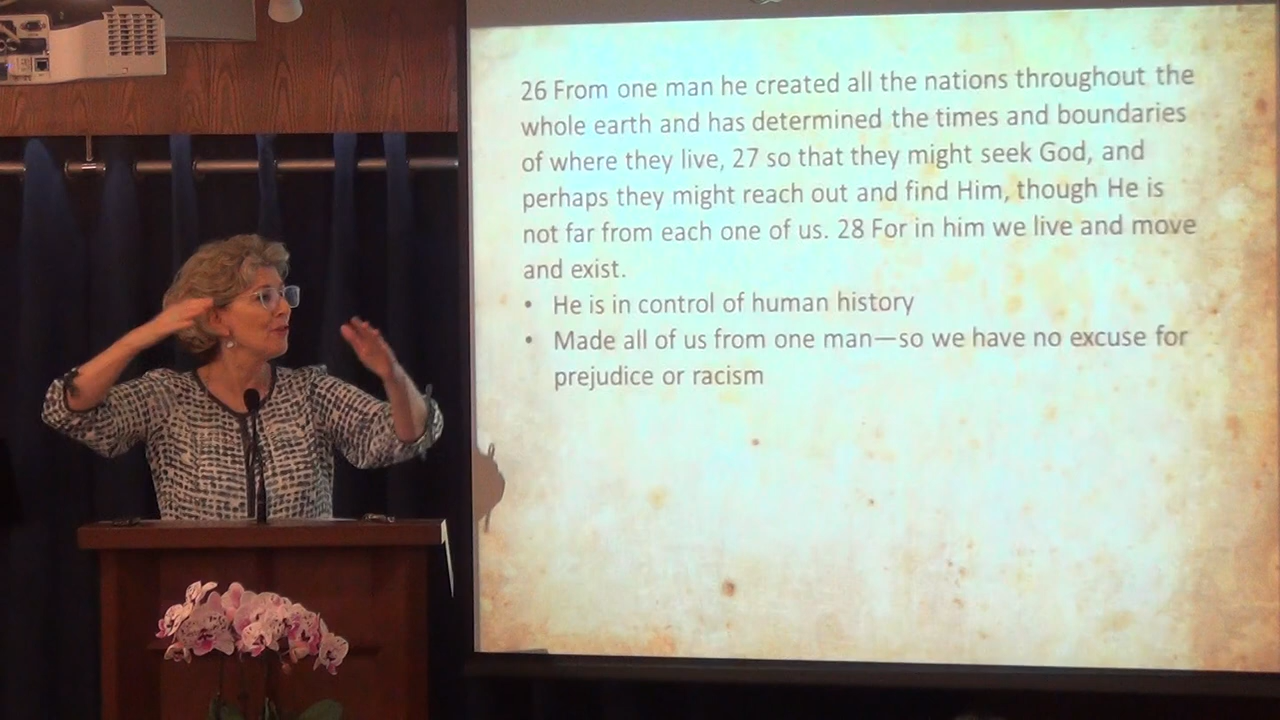 26 From one man he created all the nations throughout the
whole earth and has determined the times and boundaries
of where they live, 27 so that they might seek God, and
perhaps they might reach out and find Him, though He is
not far from each one of us. 28 For in him we live and move
and exist.
• He is in control of human history
• Made all of us from one man—so we have no excuse for
prejudice or racism